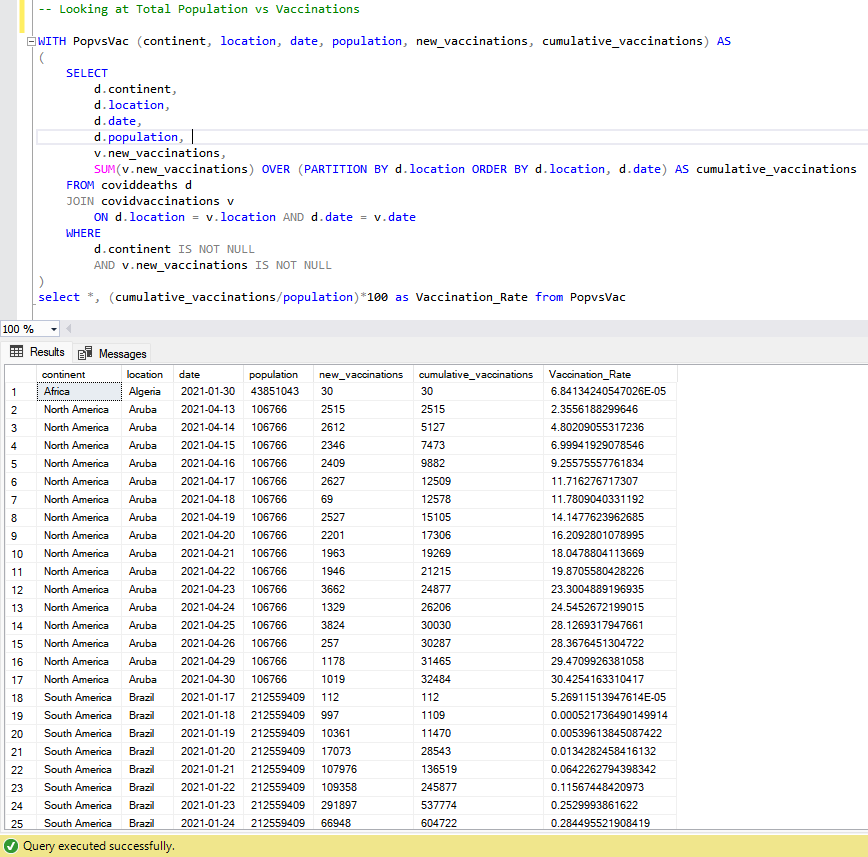 -- Looking at Total Population vs Vaccinations
WITH PopvsVac (continent, location, date, population, new_vaccinations, cumulative_vaccinations) AS
(
SELECT
d.continent,
d.location,
d.date,
d.population,
v.new_vaccinations,
SUM(v.new_vaccinations) OVER (PARTITION BY d.location ORDER BY d.location, d.date) AS cumulative_vaccinations
FROM coviddeaths d
JOIN covidvaccinations v
ON d.location = v.location AND d.date = v.date
WHERE
d.continent IS NOT NULL
AND v.new_vaccinations IS NOT NULL
)
select *, (cumulative_vaccinations/population)*100 as Vaccination_Rate from PopvsVac
100 %
Results Messages
continent location date population new_vaccinations cumulative_vaccinations Vaccination_Rate
1 Africa Algeria 2021-01-30 43851043 30 30 6.84134240547026E-05
2 North America Aruba 2021-04-13 106766 2515 2515 2.3556188299646
3 North America Aruba 2021-04-14 106766 2612 5127 4.80209055317236
4 North America Aruba 2021-04-15 106766 2346 7473 6.99941929078546
5 North America Aruba 2021-04-16 106766 2409 9882 9.25575557761834
6 North America Aruba 2021-04-17 106766 2627 12509 11.716276717307
7 North America Aruba 2021-04-18 106766 69 12578 11.7809040331192
8 North America Aruba 2021-04-19 106766 2527 15105 14.1477623962685
9 North America Aruba 2021-04-20 106766 2201 17306 16.2092801078995
10 North America Aruba 2021-04-21 106766 1963 19269 18.0478804113669
11 North America Aruba 2021-04-22 106766 1946 21215 19.8705580428226
12 North America Aruba 2021-04-23 106766 3662 24877 23.3004889196935
13 North America Aruba 2021-04-24 106766 1329 26206 24.5452672199015
14 North America Aruba 2021-04-25 106766 3824 30030 28.1269317947661
15 North America Aruba 2021-04-26 106766 257 30287 28.3676451304722
16 North America Aruba 2021-04-29 106766 1178 31465 29.4709926381058
17 North America Aruba 2021-04-30 106766 1019 32484 30.4254163310417
18 South America Brazil 2021-01-17 212559409 112 112 5.26911513947614E-05
19 South America Brazil 2021-01-18 212559409 997 1109 0.000521736490149914
20 South America Brazil 2021-01-19 212559409 10361 11470 0.00539613845087422
21 South America Brazil 2021-01-20 212559409 17073 28543 0.0134282458416132
22 South America Brazil 2021-01-21 212559409 107976 136519 0.0642262794398342
23 South America Brazil 2021-01-22 212559409 109358 245877 0.11567448420973
24 South America Brazil 2021-01-23 212559409 291897 537774 0.2529993861622
25 South America Brazil 2021-01-24 212559409 66948 604722 0.284495521908419
Query executed successfully.